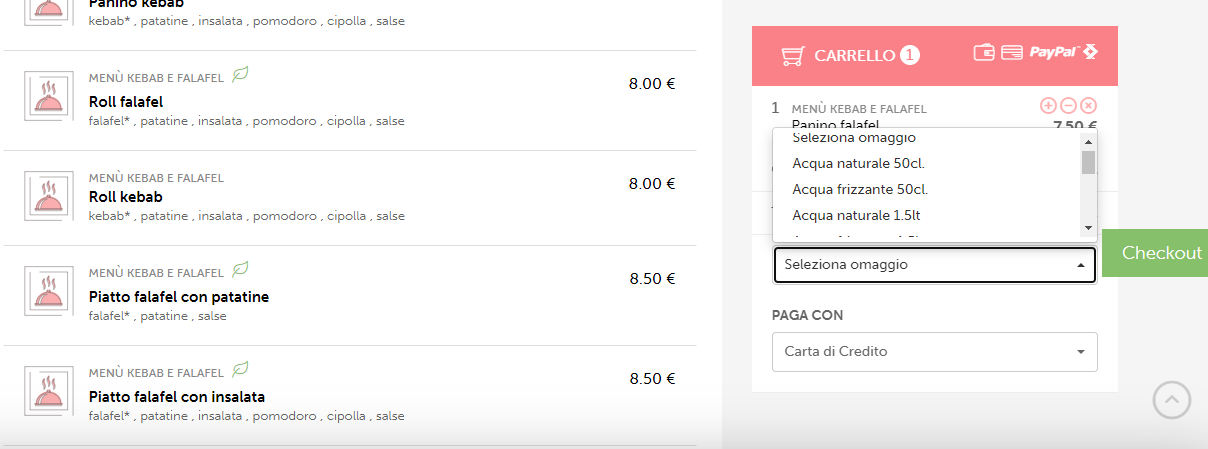 Panino kebab
kebab* , patatine , insalata , pomodoro , cipolla , salse
MENÙ KEBAB E FALAFEL
Roll falafel
falafel* , patatine , insalata , pomodoro , cipolla , salse
8.00 €
MENÙ KEBAB E FALAFEL
Roll kebab
kebab* , patatine , insalata , pomodoro , cipolla , salse
8.00 €
MENÙ KEBAB E FALAFEL
Piatto falafel con patatine
falafel* , patatine , salse
8.50 €
MENÙ KEBAB E FALAFEL
Piatto falafel con insalata
falafel* , patatine , insalata , pomodoro , cipolla , salse
8.50 €
CARRELLO 1
PayPal
1 MENÙ KEBAB E FALAFEL
Panino falafel 7.50 €
Seleziona omaggio
Acqua naturale 50cl.
Acqua frizzante 50cl.
Acqua naturale 1.5lt
Seleziona omaggio
Checkout
PAGA CON
Carta di Credito